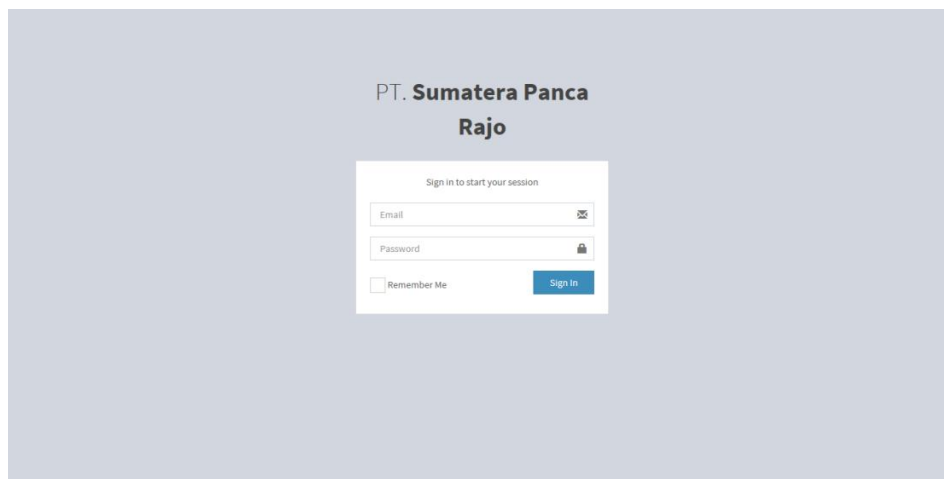 PT. Sumatera Panca
Rajo
Sign in to start your session
Email
Password
Remember Me
Sign In